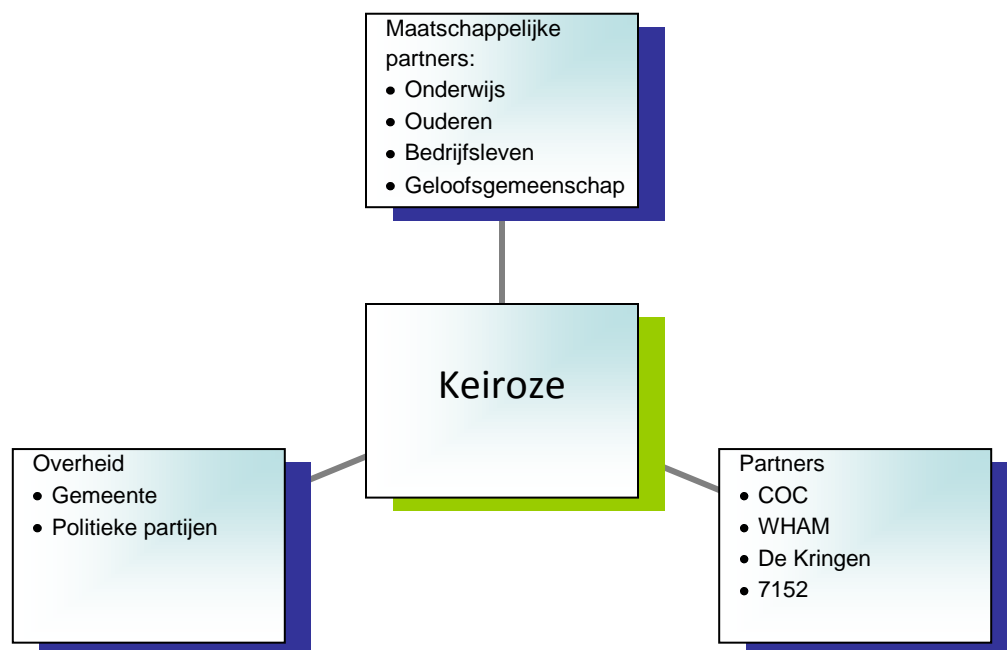 Maatschappelijke
partners:
• Onderwijs
• Ouderen
• Bedrijfsleven
• Geloofsgemeenschap
Keiroze
Overheid
• Gemeente
• Politieke partijen
Partners
• COC
• WHAM
• De Kringen
• 7152